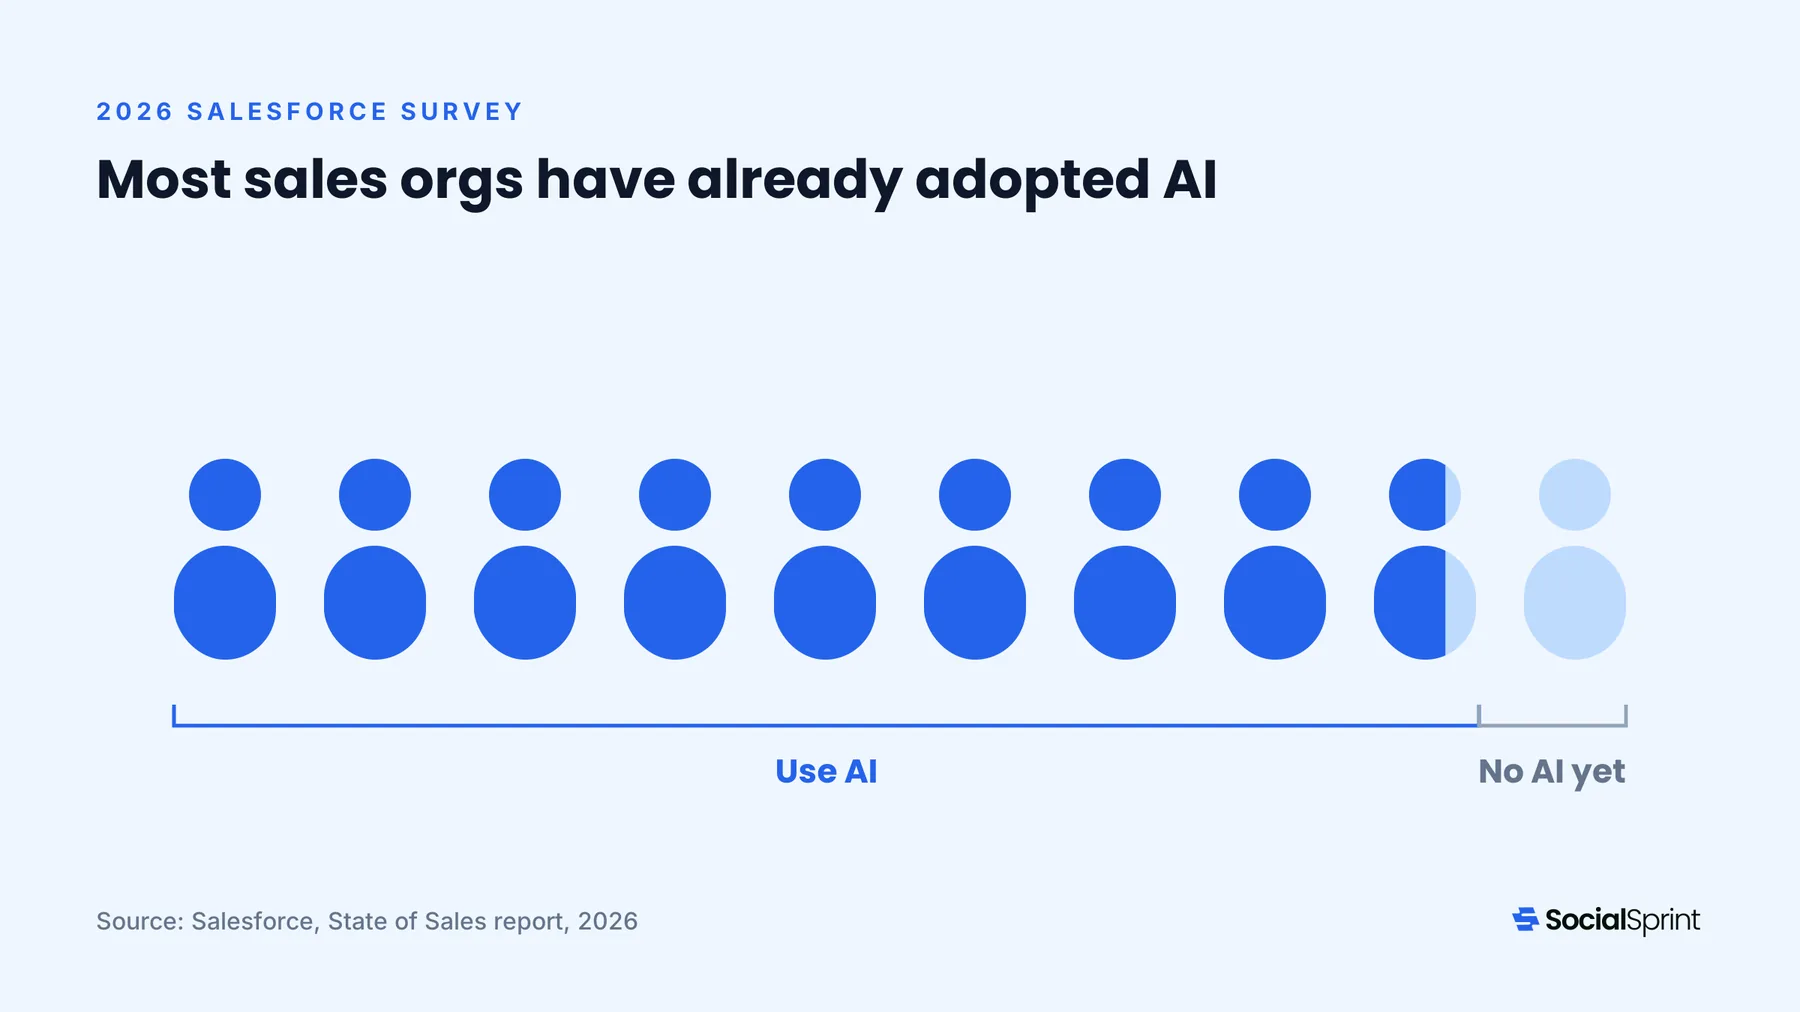 2026 SALESFORCE SURVEY
Most sales orgs have already adopted AI
Use AI
No AI yet
Source: Salesforce, State of Sales report, 2026
SocialSprint